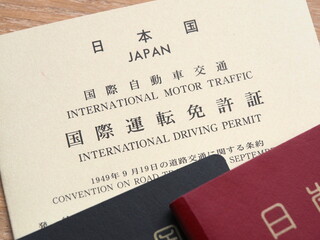 日本国
JAPAN
国際自動車交通
INTERNATIONAL MOTOR TRAFFIC
国際運転免許証
INTERNATIONAL DRIVING PERMIT
1949年9月19日の道路交通に関する条約
CONVENTION ON ROAD
日